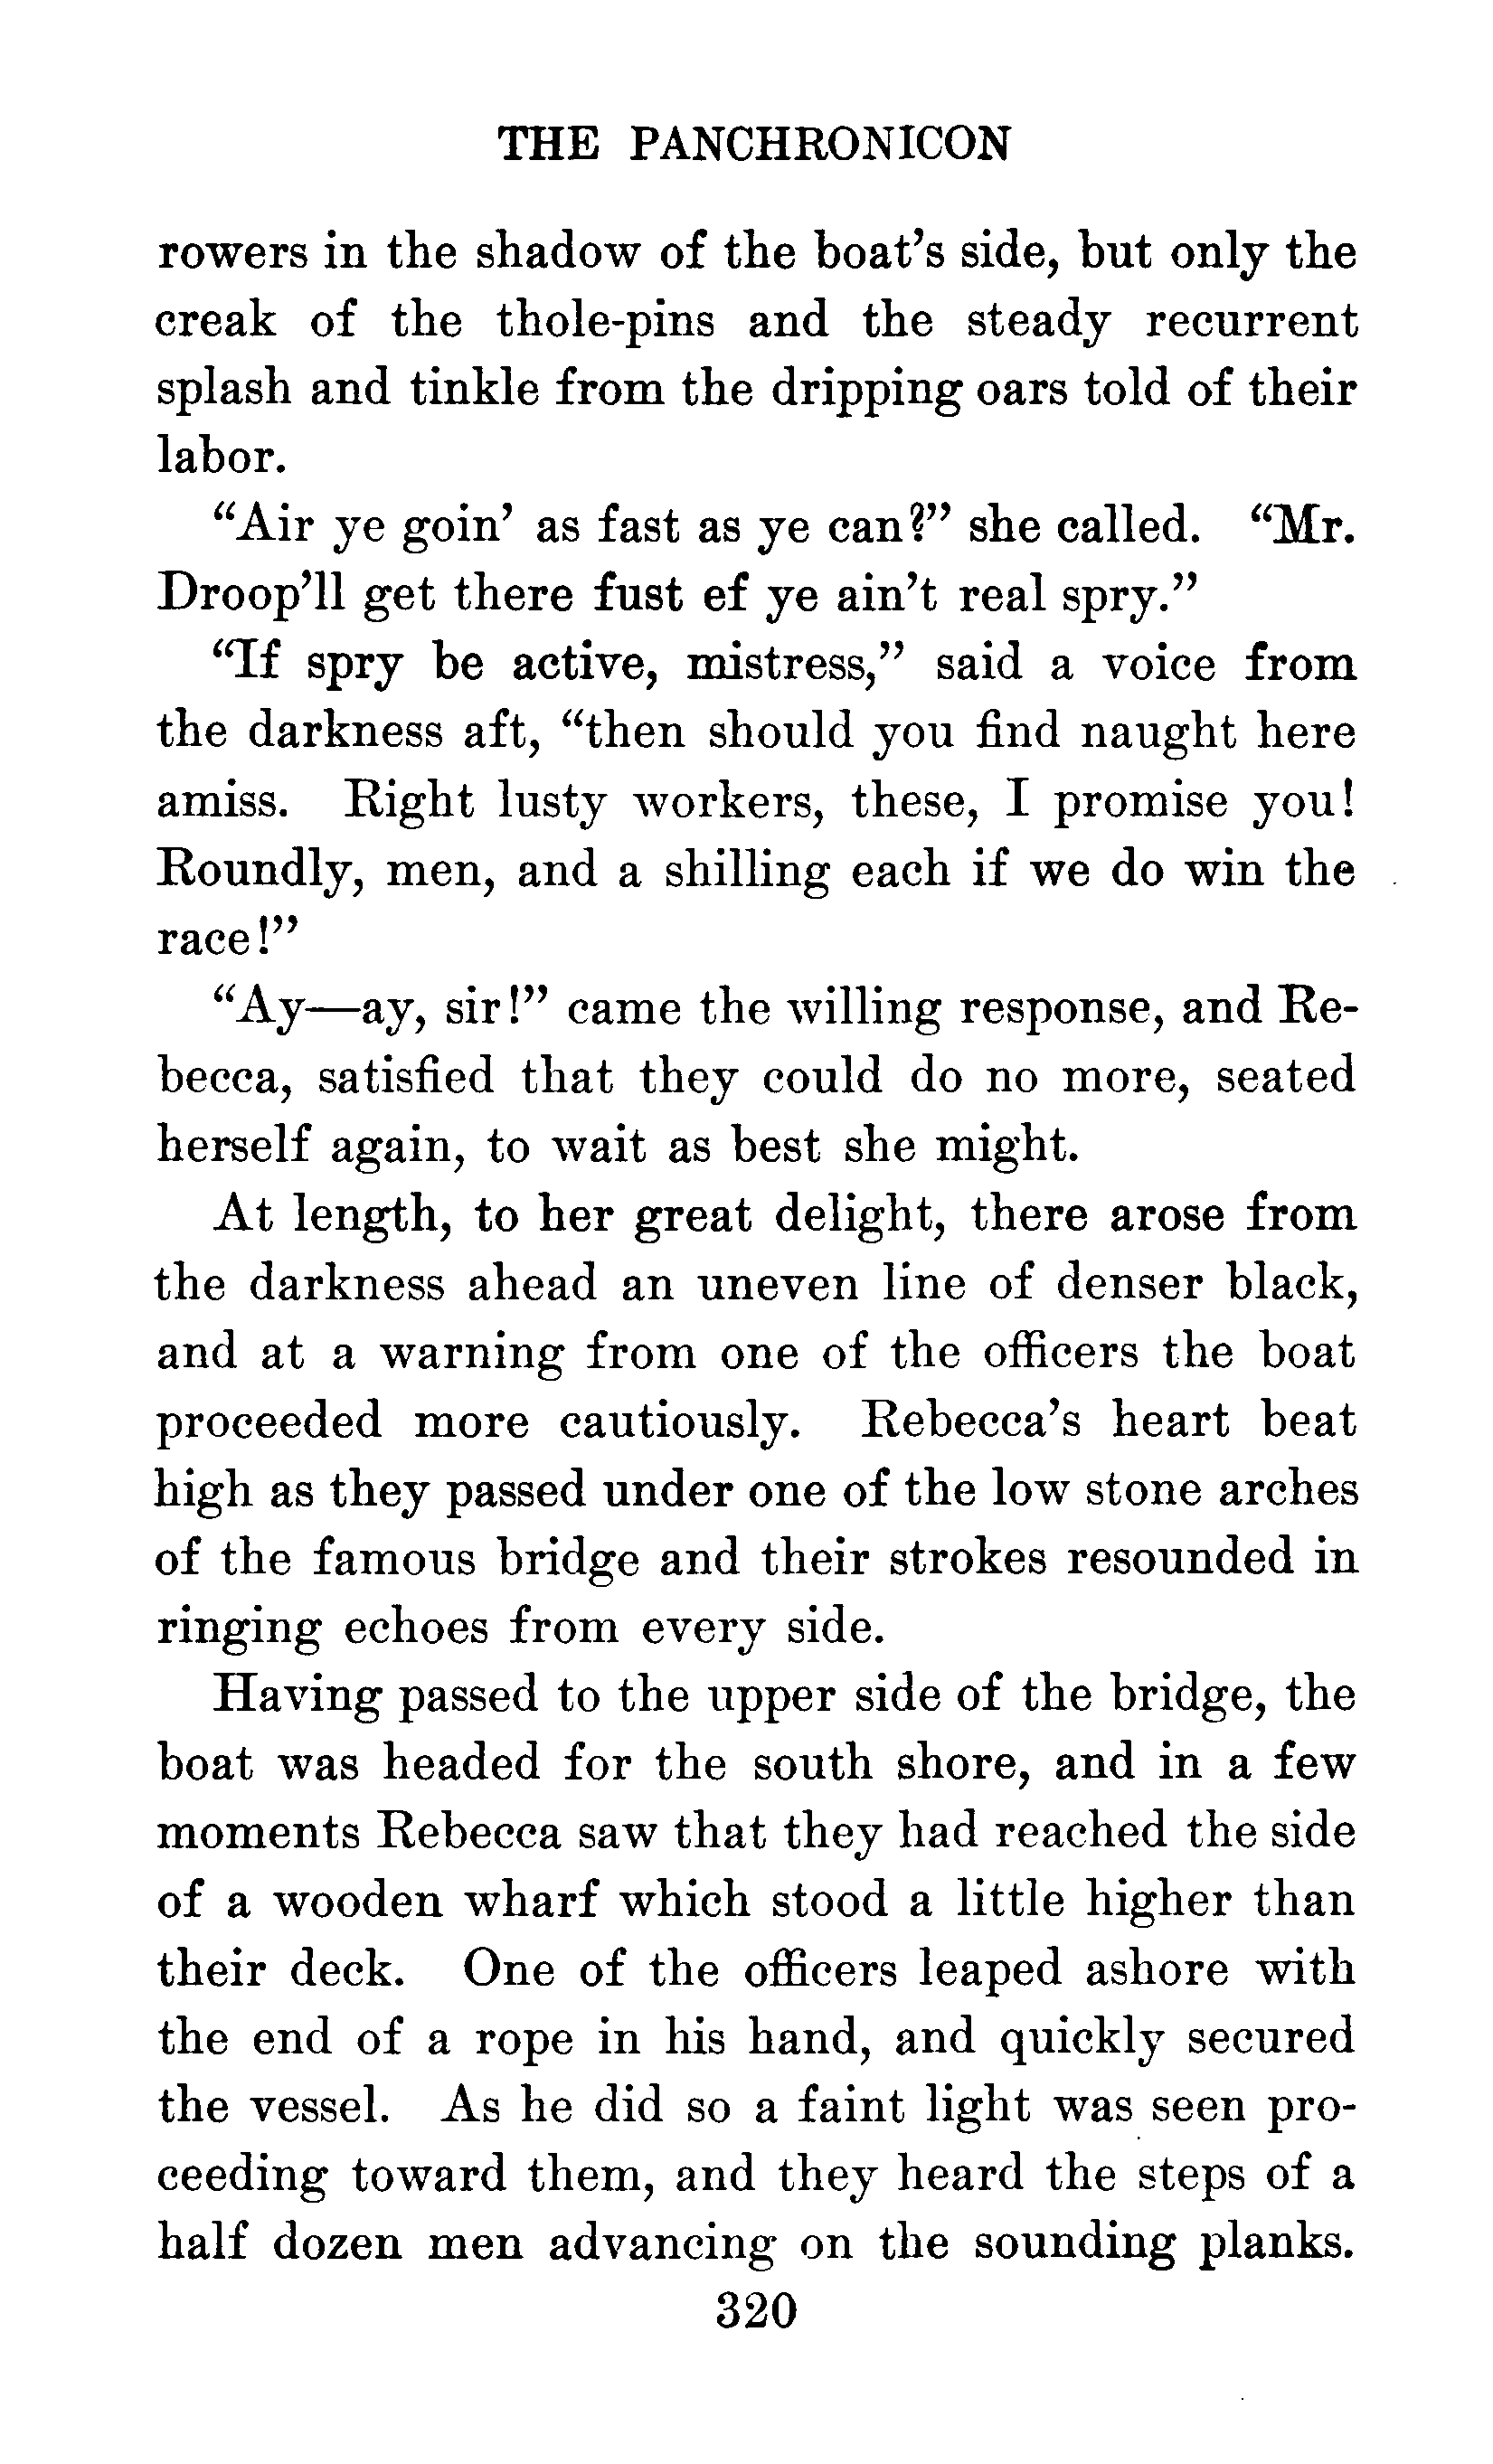 THE PANCHRONICON
rowers in the shadow of the boat's side, but only the
creak of the thole-pins and the steady recurrent
splash and tinkle from the dripping oars told of their
labor.
“Air ye goin’ as fast as ye can?” she called. “Mr.
Droop’ll get there fust ef ye ain’t real spry.”
“If spry be active, mistress,” said a voice from
the darkness aft, “then should you find naught here
amiss. Right lusty workers, these, I promise you!
Roundly, men, and a shilling each if we do win the
race!”
“Ay—ay, sir!” came the willing response, and Re-
becca, satisfied that they could do no more, seated
herself again, to wait as best she might.
At length, to her great delight, there arose from
the darkness ahead an uneven line of denser black,
and at a warning from one of the officers the boat
proceeded more cautiously. Rebecca’s heart beat
high as they passed under one of the low stone arches
of the famous bridge and their strokes resounded in
ringing echoes from every side.
Having passed to the upper side of the bridge, the
boat was headed for the south shore, and in a few
moments Rebecca saw that they had reached the side
of a wooden wharf which stood a little higher than
their deck. One of the officers leaped ashore with
the end of a rope in his hand, and quickly secured
the vessel. As he did so a faint light was seen pro-
ceeding toward them, and they heard the steps of a
half dozen men advancing on the sounding planks.
320